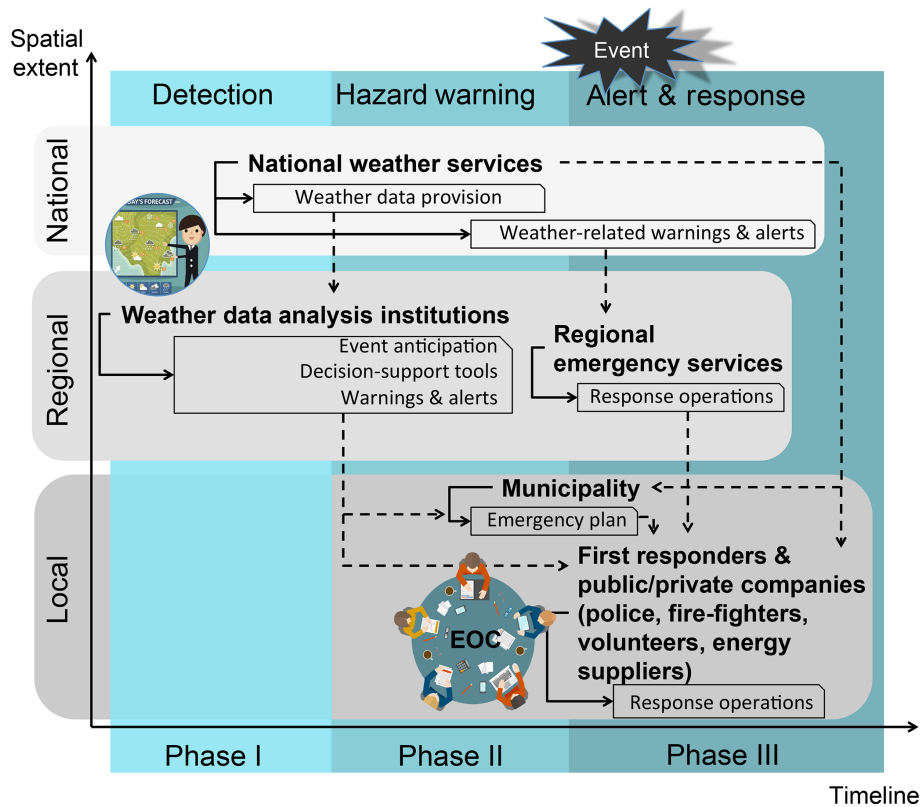 Spatial
extent
Event
Detection
Hazard warning
Alert & response
National
National weather services
Weather data provision
Weather-related warnings & alerts
DAY'S FORECAST
Regional
Weather data analysis institutions
Event anticipation
Decision-support tools
Warnings & alerts
Regional
emergency services
Response operations
Local
Municipality
Emergency plan
First responders &
public/private companies
(police, fire-fighters,
volunteers, energy
suppliers)
EOC
Response operations
Phase I
Phase II
Phase III
Timeline